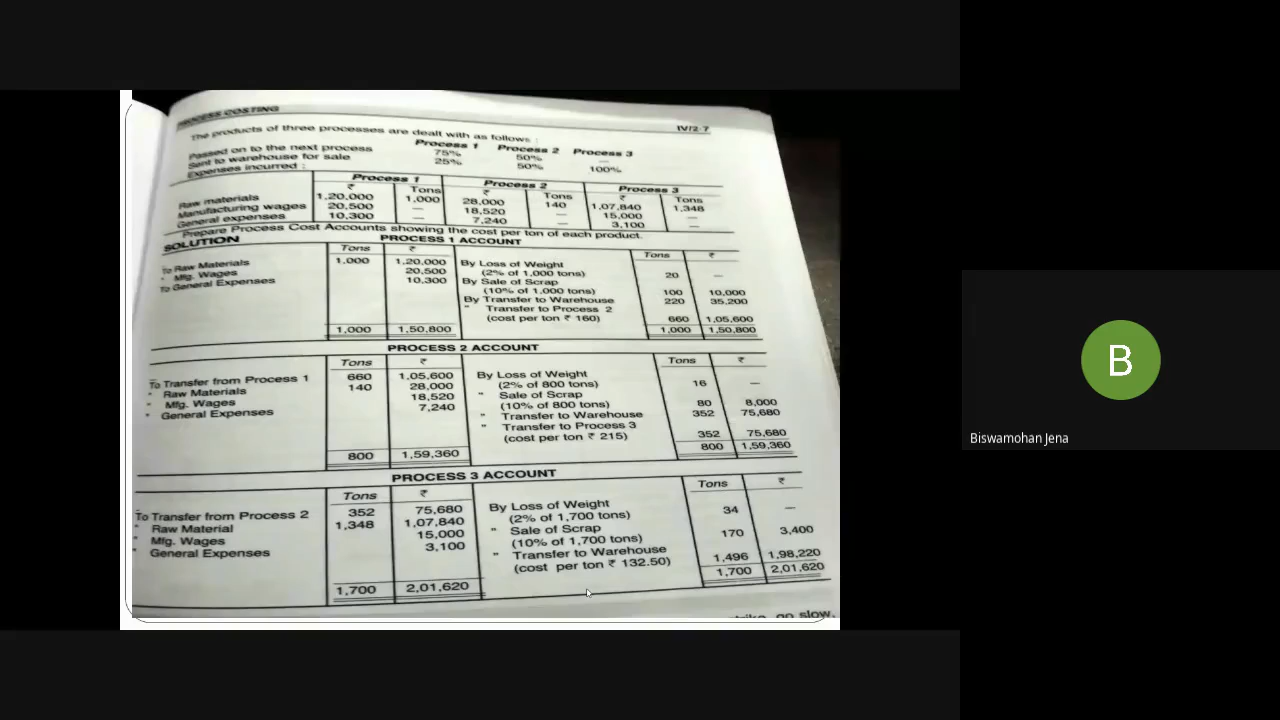 PROCESS COSTING
IV/2·7
The products of three processes are dealt with as follows :
Process 1 Process 2 Process 3
Passed on to the next process 75% 50% —
Sent to warehouse for sale 25% 50% 100%
Expenses incurred :
Process 1 Process 2 Process 3
₹ Tons ₹ Tons ₹ Tons
Raw materials 1,20,000 1,000 28,000 140 1,07,840 1,348
Manufacturing wages 20,500 — 18,520 — 15,000 —
General expenses 10,300 — 7,240 — 3,100 —
Prepare Process Cost Accounts showing the cost per ton of each product.
SOLUTION
PROCESS 1 ACCOUNT
Tons ₹ Tons ₹
To Raw Materials 1,000 1,20,000 By Loss of Weight
" Mfg. Wages 20,500 (2% of 1,000 tons) 20 —
To General Expenses 10,300 By Sale of Scrap
(10% of 1,000 tons) 100 10,000
By Transfer to Warehouse 220 35,200
" Transfer to Process 2
(cost per ton ₹ 160) 660 1,05,600
1,000 1,50,800 1,000 1,50,800
PROCESS 2 ACCOUNT
Tons ₹ Tons ₹
To Transfer from Process 1 660 1,05,600 By Loss of Weight
" Raw Materials 140 28,000 (2% of 800 tons) 16 —
" Mfg. Wages 18,520 " Sale of Scrap
" General Expenses 7,240 (10% of 800 tons) 80 8,000
" Transfer to Warehouse 352 75,680
" Transfer to Process 3
(cost per ton ₹ 215) 352 75,680
800 1,59,360 800 1,59,360
PROCESS 3 ACCOUNT
Tons ₹ Tons ₹
To Transfer from Process 2 352 75,680 By Loss of Weight
" Raw Material 1,348 1,07,840 (2% of 1,700 tons) 34 —
" Mfg. Wages 15,000 " Sale of Scrap
" General Expenses 3,100 (10% of 1,700 tons) 170 3,400
" Transfer to Warehouse
(cost per ton ₹ 132.50) 1,496 1,98,220
1,700 2,01,620 1,700 2,01,620
go slow,
B
Biswamohan Jena